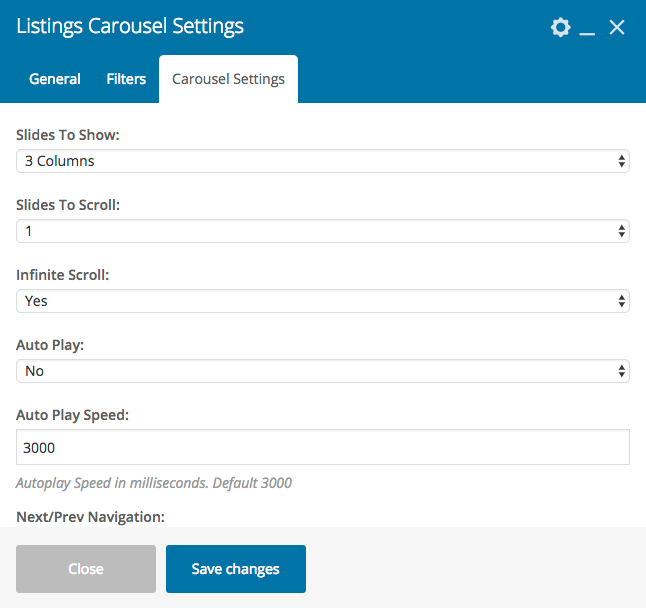 Listings Carousel Settings
General Filters Carousel Settings
Slides To Show:
3 Columns
Slides To Scroll:
1
Infinite Scroll:
Yes
Auto Play:
No
Auto Play Speed:
3000
Autoplay Speed in milliseconds. Default 3000
Next/Prev Navigation:
Close Save changes